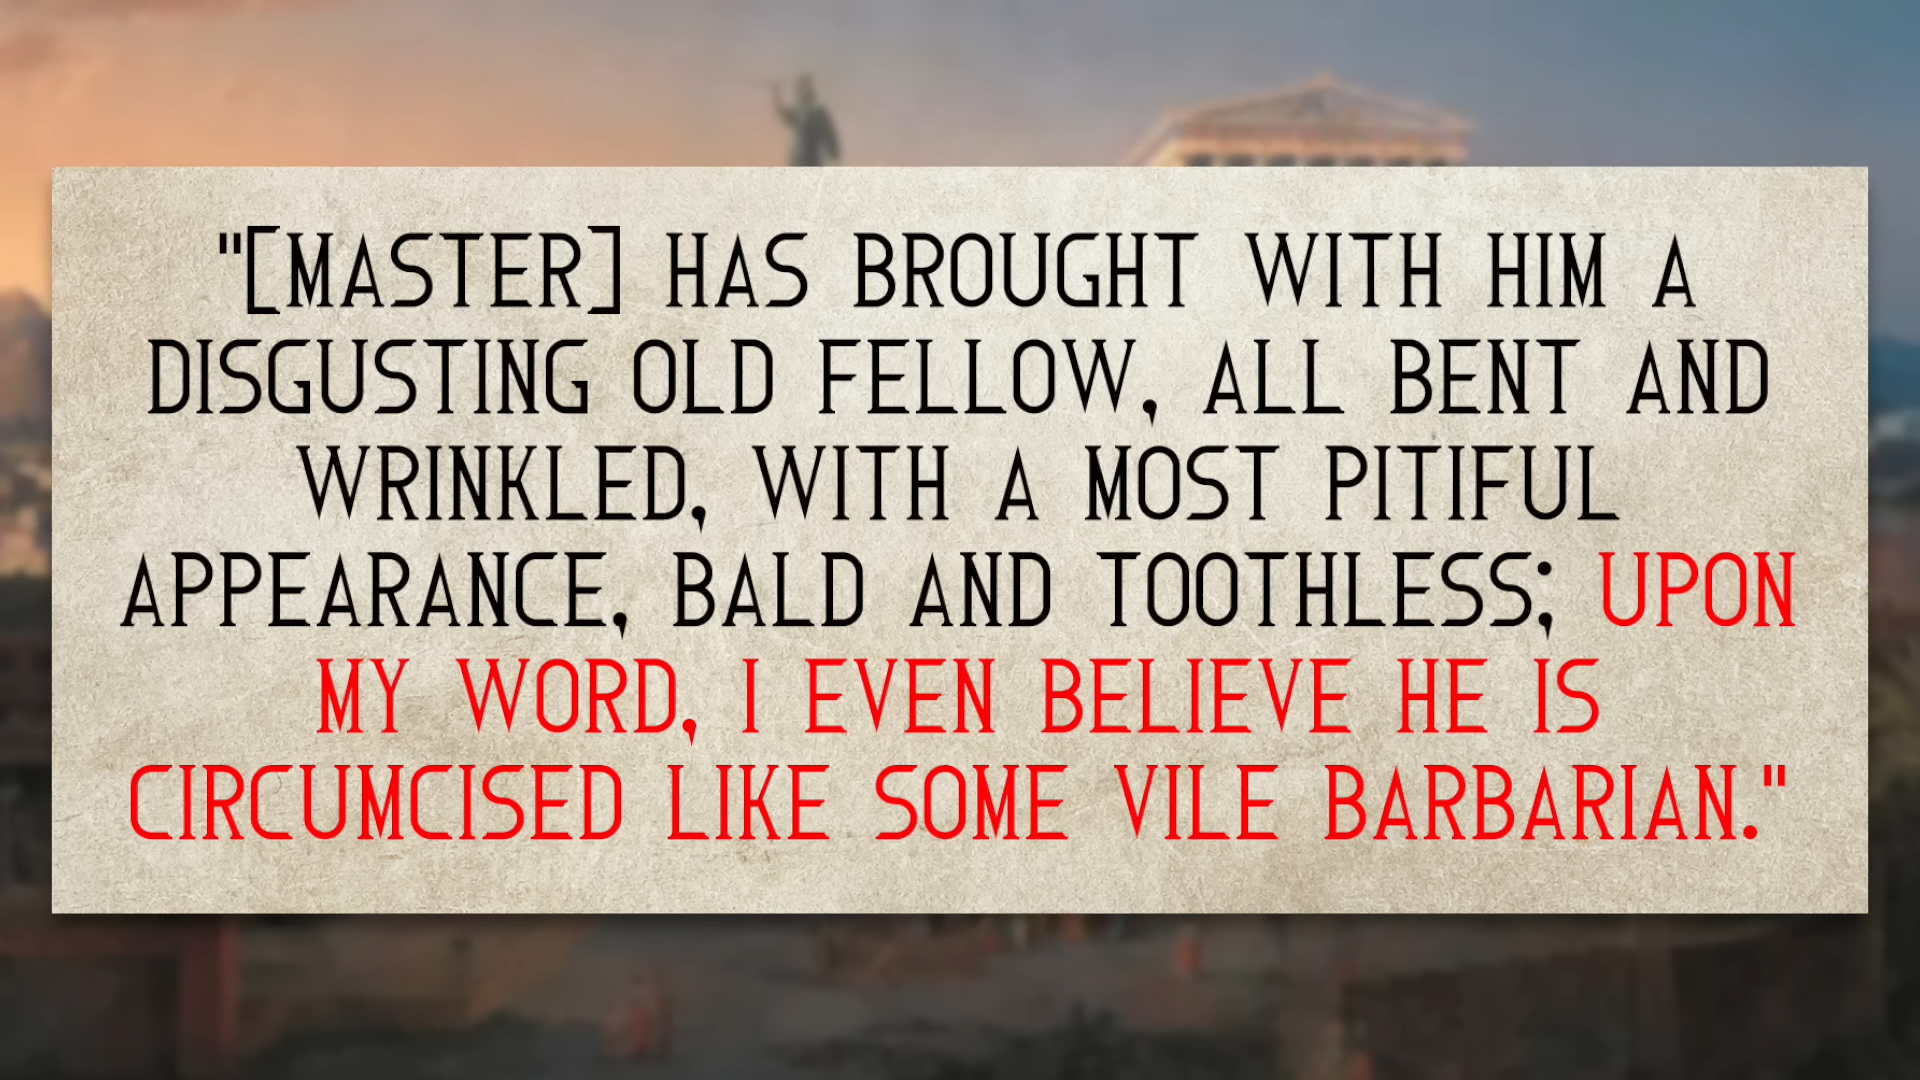 "[MASTER] HAS BROUGHT WITH HIM A
DISGUSTING OLD FELLOW, ALL BENT AND
WRINKLED, WITH A MOST PITIFUL
APPEARANCE, BALD AND TOOTHLESS; UPON
MY WORD, I EVEN BELIEVE HE IS
CIRCUMCISED LIKE SOME VILE BARBARIAN."